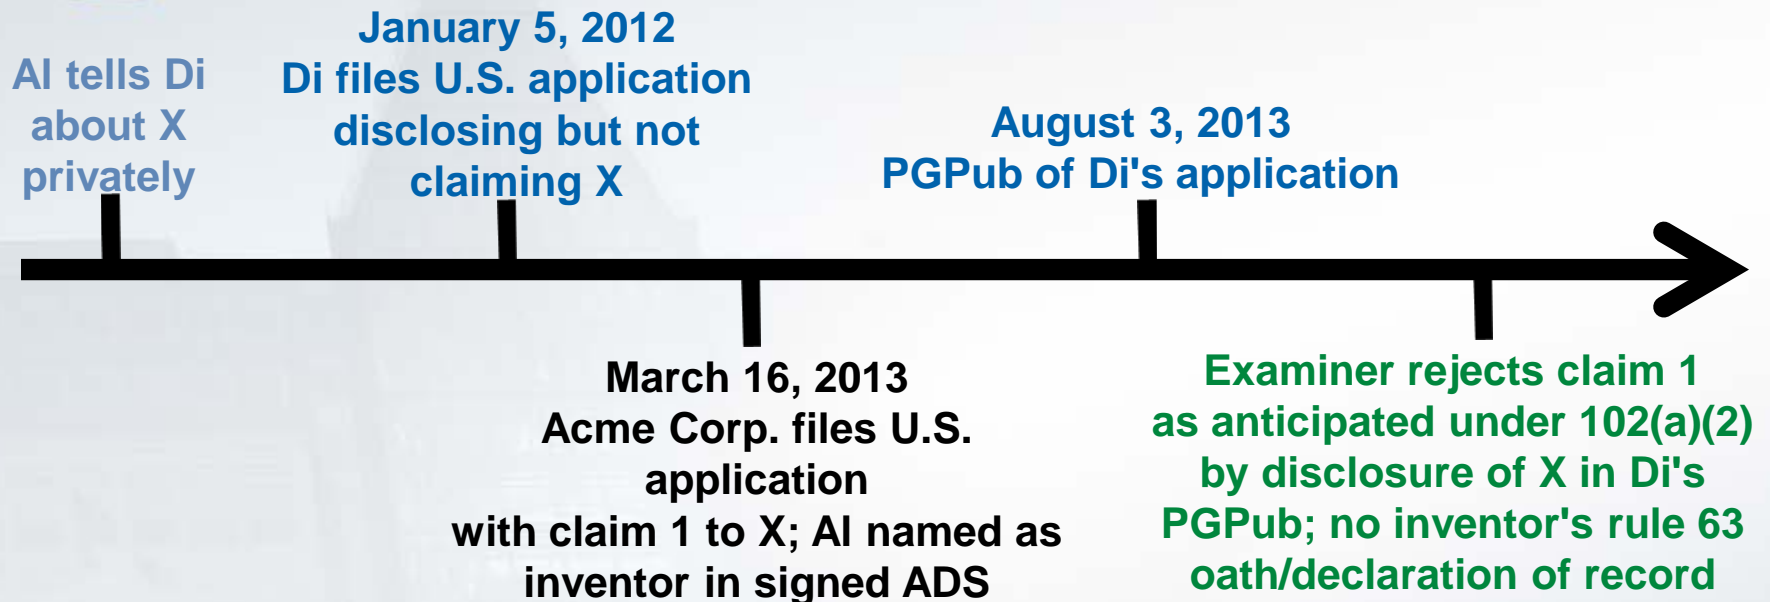 AI tells Di
about X
privately
January 5, 2012
Di files U.S. application
disclosing but not
claiming X
August 3, 2013
PGPub of Di's application
March 16, 2013
Acme Corp. files U.S.
application
with claim 1 to X; Al named as
inventor in signed ADS
Examiner rejects claim 1
as anticipated under 102(a)(2)
by disclosure of X in Di's
PGPub; no inventor's rule 63
oath/declaration of record